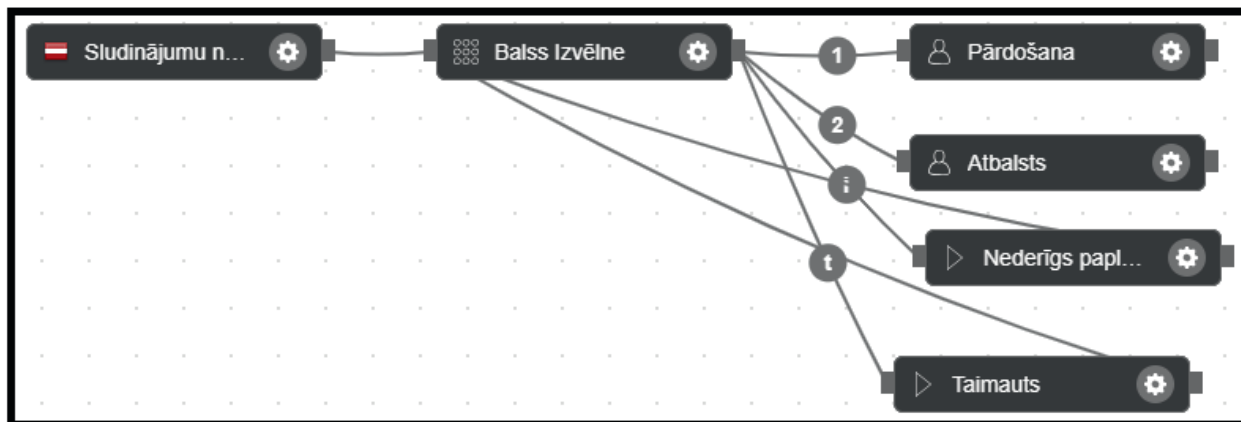 Sludinājumu n...
Balss Izvēlne
1
Pārdošana
2
Atbalsts
i
Nederīgs papl...
t
Taimauts